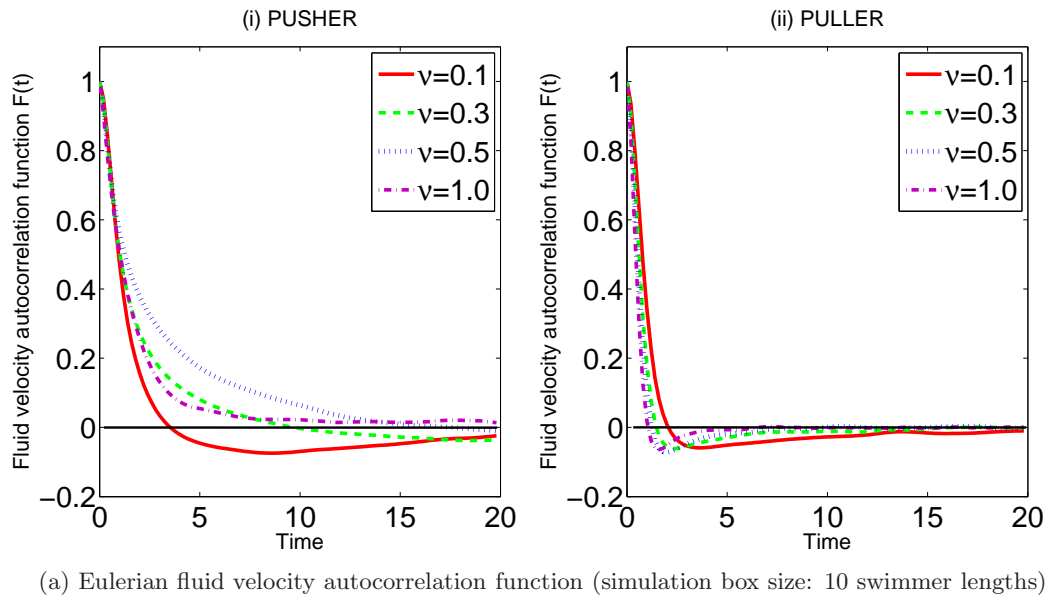 (i) PUSHER
Fluid velocity autocorrelation function F(t)
1
0.8
0.6
0.4
0.2
0
−0.2
0
5
10
15
20
Time
ν=0.1
ν=0.3
ν=0.5
ν=1.0
(ii) PULLER
Fluid velocity autocorrelation function F(t)
1
0.8
0.6
0.4
0.2
0
−0.2
0
5
10
15
20
Time
ν=0.1
ν=0.3
ν=0.5
ν=1.0
(a) Eulerian fluid velocity autocorrelation function (simulation box size: 10 swimmer lengths)